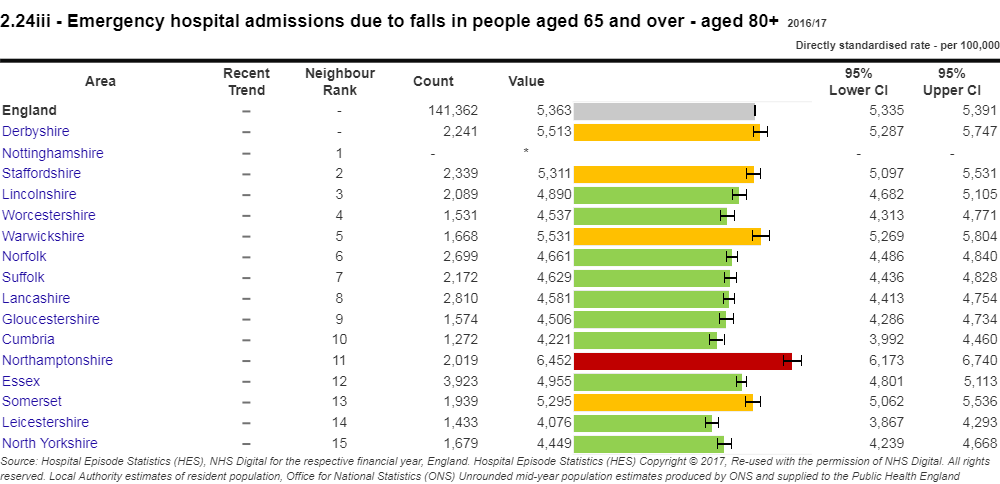 2.24iii - Emergency hospital admissions due to falls in people aged 65 and over - aged 80+ 2016/17
Directly standardised rate - per 100,000
Area Recent Trend Neighbour Rank Count Value 95% Lower CI 95% Upper CI
England – - 141,362 5,363 5,335 5,391
Derbyshire – - 2,241 5,513 5,287 5,747
Nottinghamshire – 1 - * - -
Staffordshire – 2 2,339 5,311 5,097 5,531
Lincolnshire – 3 2,089 4,890 4,682 5,105
Worcestershire – 4 1,531 4,537 4,313 4,771
Warwickshire – 5 1,668 5,531 5,269 5,804
Norfolk – 6 2,699 4,661 4,486 4,840
Suffolk – 7 2,172 4,629 4,436 4,828
Lancashire – 8 2,810 4,581 4,413 4,754
Gloucestershire – 9 1,574 4,506 4,286 4,734
Cumbria – 10 1,272 4,221 3,992 4,460
Northamptonshire – 11 2,019 6,452 6,173 6,740
Essex – 12 3,923 4,955 4,801 5,113
Somerset – 13 1,939 5,295 5,062 5,536
Leicestershire – 14 1,433 4,076 3,867 4,293
North Yorkshire – 15 1,679 4,449 4,239 4,668
Source: Hospital Episode Statistics (HES), NHS Digital for the respective financial year, England. Hospital Episode Statistics (HES) Copyright © 2017, Re-used with the permission of NHS Digital. All rights
reserved. Local Authority estimates of resident population, Office for National Statistics (ONS) Unrounded mid-year population estimates produced by ONS and supplied to the Public Health England